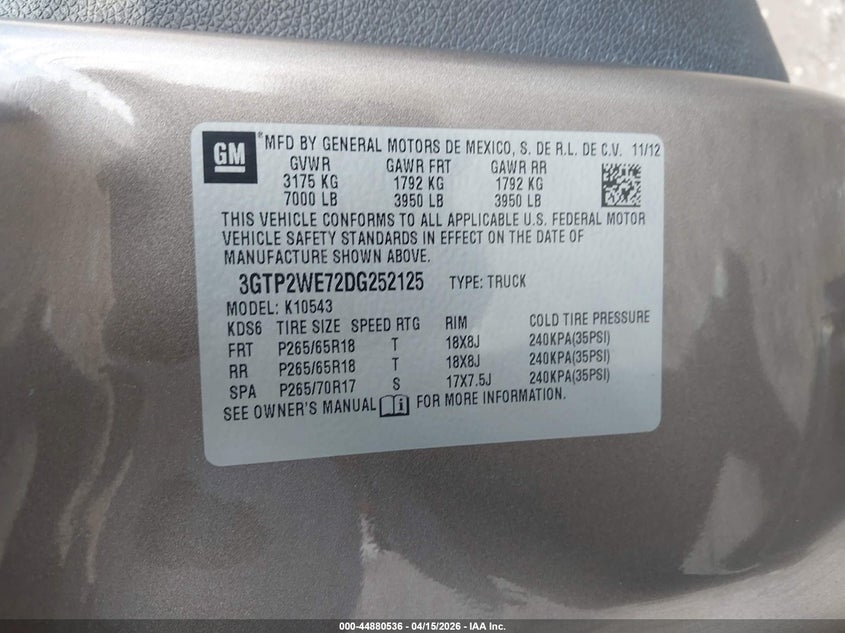 GM
*MFD BY GENERAL MOTORS DE MEXICO, S. DE R.L. DE C.V. 11/12
GVWR GAWR FRT GAWR RR
3175 KG 1792 KG 1792 KG
7000 LB 3950 LB 3950 LB
THIS VEHICLE CONFORMS TO ALL APPLICABLE U.S. FEDERAL MOTOR
VEHICLE SAFETY STANDARDS IN EFFECT ON THE DATE OF
MANUFACTURE SHOWN ABOVE.
3GTP2WE72DG252125 TYPE: TRUCK
MODEL: K10543
KDS6 TIRE SIZE SPEED RTG RIM COLD TIRE PRESSURE
FRT P265/65R18 T 18X8J 240KPA(35PSI)
RR P265/65R18 T 18X8J 240KPA(35PSI)
SPA P265/70R17 S 17X7.5J 240KPA(35PSI)
SEE OWNER'S MANUAL i FOR MORE INFORMATION.
000-44880536 - 04/15/2026 - IAA Inc.